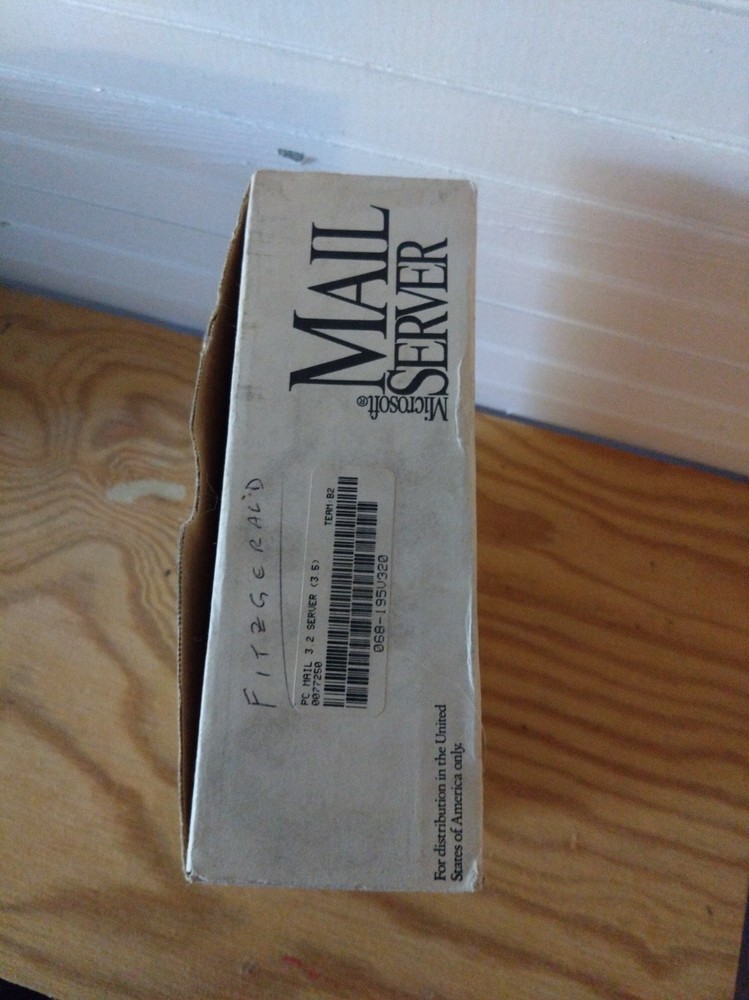 MAIL
SERVER
Microsoft®
FITZGERALD
PC MAIL 3.2 SERVER (3.5)
0077250
TEAM:B2
068-195V320
For distribution in the United
States of America only.